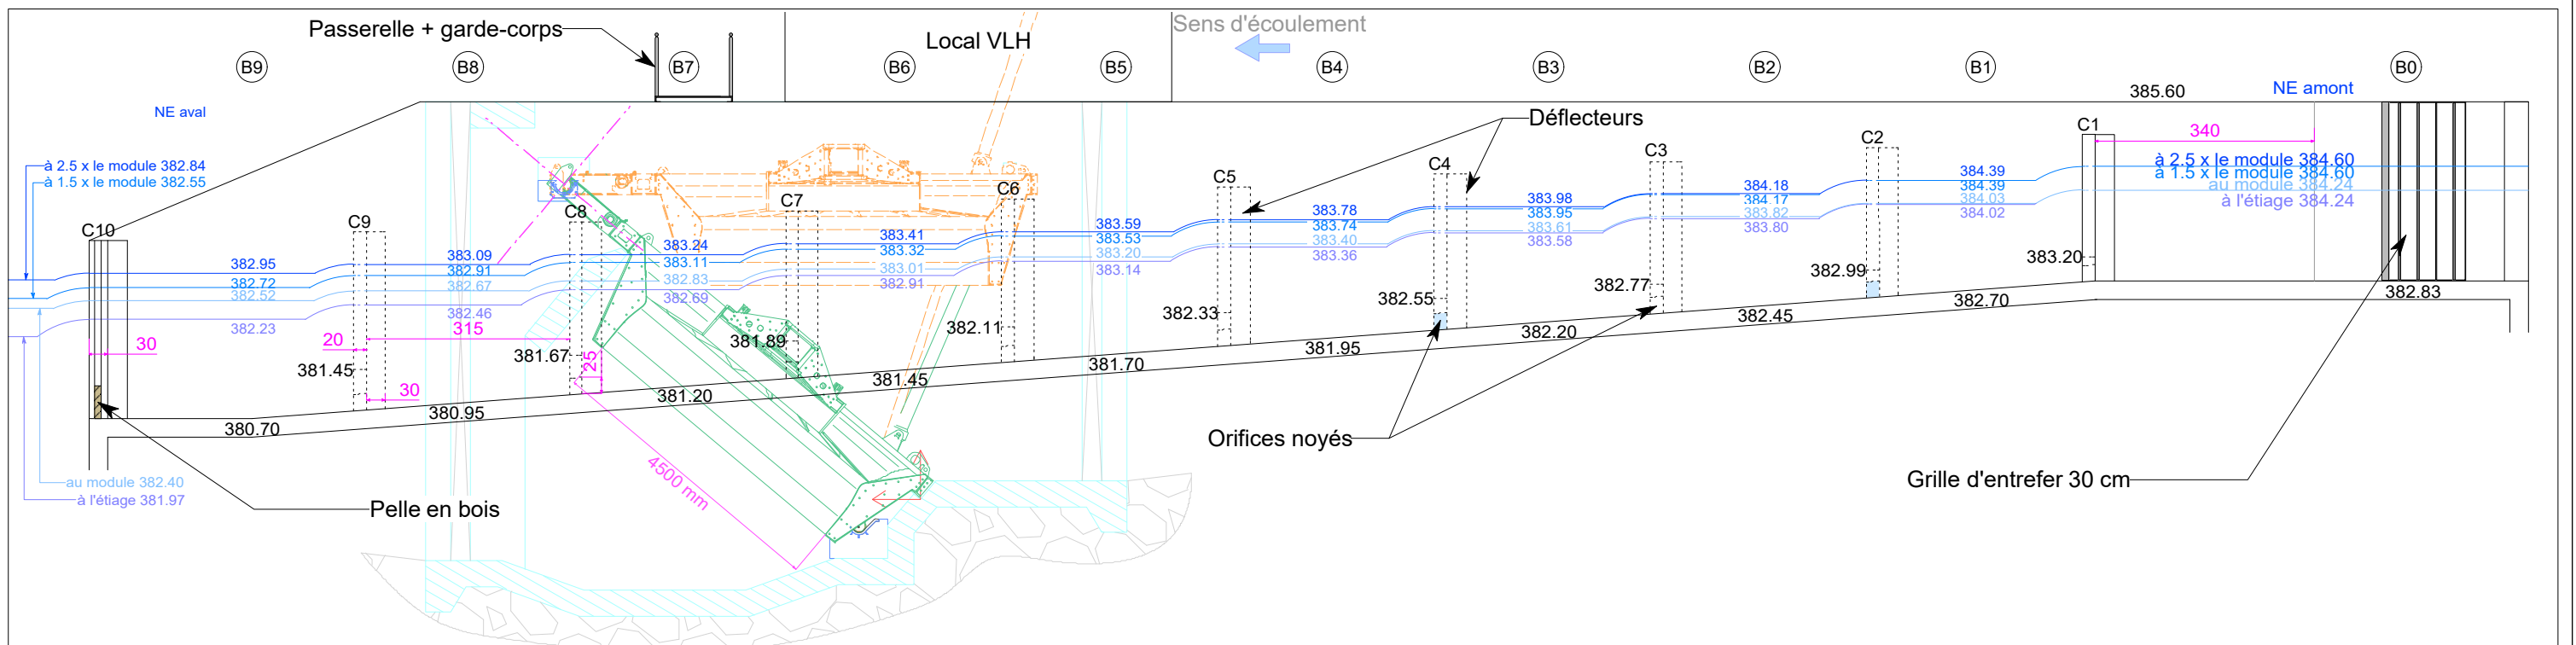 Passerelle + garde-corps
Local VLH
Sens d'écoulement
B9
B8
B7
B6
B5
B4
B3
B2
B1
B0
NE aval
NE amont
385.60
Déflecteurs
C10
C9
C8
C7
C6
C5
C4
C3
C2
C1
340
à 2.5 x le module 382.84
à 1.5 x le module 382.55
à 2.5 x le module 384.60
à 1.5 x le module 384.60
au module 384.24
à l'étiage 384.24
382.95
382.72
382.52
382.23
383.09
382.91
382.67
382.46
383.24
383.11
382.83
382.69
383.41
383.32
383.01
382.91
383.59
383.53
383.20
383.14
383.78
383.74
383.40
383.36
383.98
383.95
383.61
383.58
384.18
384.17
383.82
383.80
384.39
384.39
384.03
384.02
30
20
315
30
25
381.45
381.67
381.89
382.11
382.33
382.55
382.77
382.99
383.20
380.70
380.95
381.20
381.45
381.70
381.95
382.20
382.45
382.70
382.83
4500 mm
Orifices noyés
Grille d'entrefer 30 cm
au module 382.40
à l'étiage 381.97
Pelle en bois